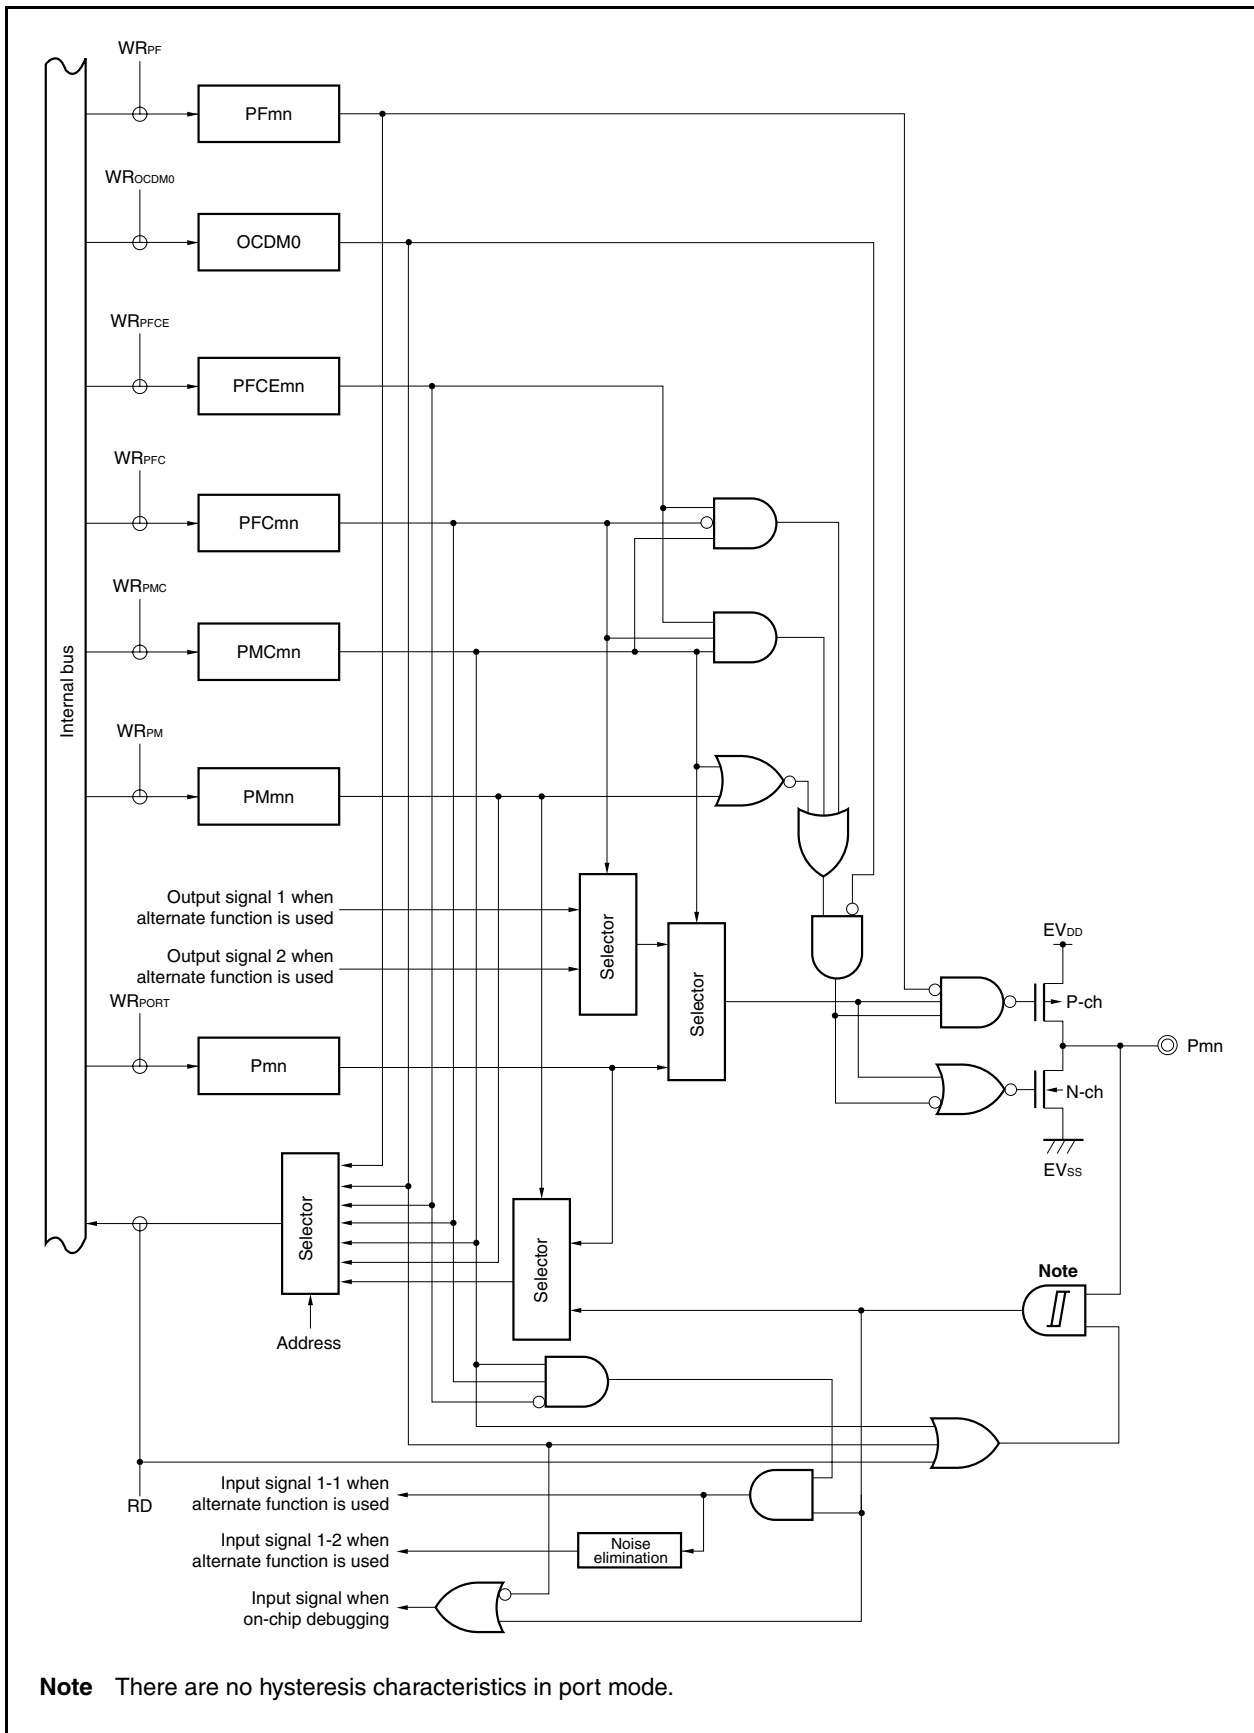 WRPF
PFmn
WROCDM0
OCDM0
WRPFCE
PFCEmn
WRPFC
PFCmn
WRPMC
PMCmn
Internal bus
WRPM
PMmn
Output signal 1 when
alternate function is used
Output signal 2 when
alternate function is used
Selector
Selector
WRPORT
Pmn
EVDD
P-ch
Pmn
N-ch
EVSS
Selector
Selector
Address
Note
RD
Input signal 1-1 when
alternate function is used
Input signal 1-2 when
alternate function is used
Noise
elimination
Input signal when
on-chip debugging
Note There are no hysteresis characteristics in port mode.